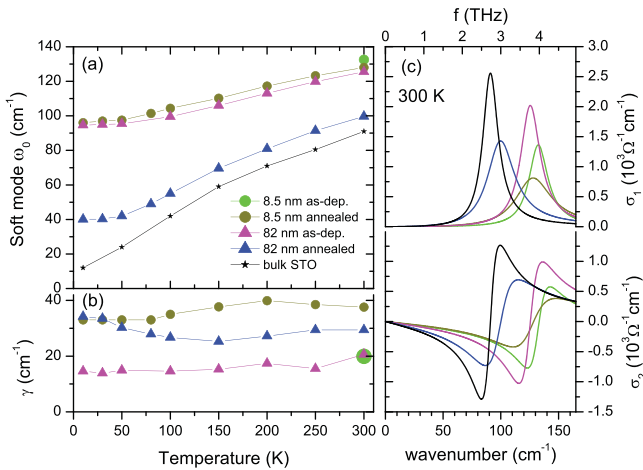 f (THz)
0 1 2 3 4
(a)
Soft mode ω₀ (cm⁻¹)
140
120
100
80
60
40
20
0
8.5 nm as-dep.
8.5 nm annealed
82 nm as-dep.
82 nm annealed
bulk STO
(b)
γ (cm⁻¹)
40
20
0
0 50 100 150 200 250 300
Temperature (K)
(c)
300 K
3.0
2.5
2.0
1.5
1.0
0.5
0.0
σ₁ (10³Ω⁻¹cm⁻¹)
1.0
0.5
0.0
-0.5
-1.0
-1.5
σ₂ (10³Ω⁻¹cm⁻¹)
0 50 100 150
wavenumber (cm⁻¹)